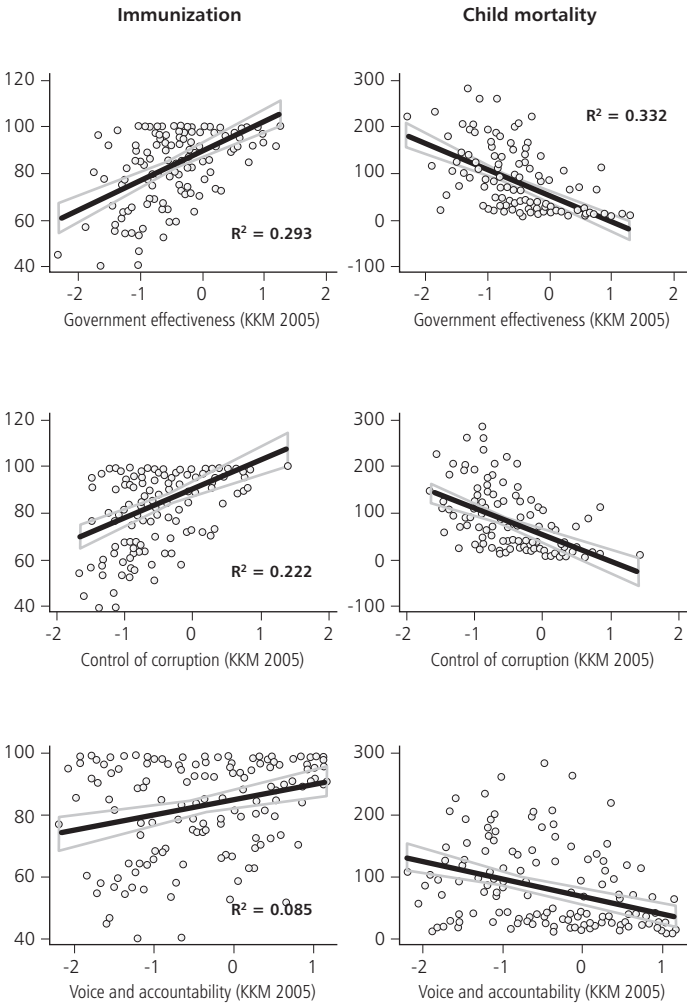 Immunization
Child mortality
120
100
80
60
40
R² = 0.293
-2 -1 0 1 2
Government effectiveness (KKM 2005)
300
200
100
0
-100
R² = 0.332
-2 -1 0 1 2
Government effectiveness (KKM 2005)
120
100
80
60
40
R² = 0.222
-2 -1 0 1 2
Control of corruption (KKM 2005)
300
200
100
0
-100
-2 -1 0 1 2
Control of corruption (KKM 2005)
100
80
60
40
R² = 0.085
-2 -1 0 1
Voice and accountability (KKM 2005)
300
200
100
0
-2 -1 0 1
Voice and accountability (KKM 2005)